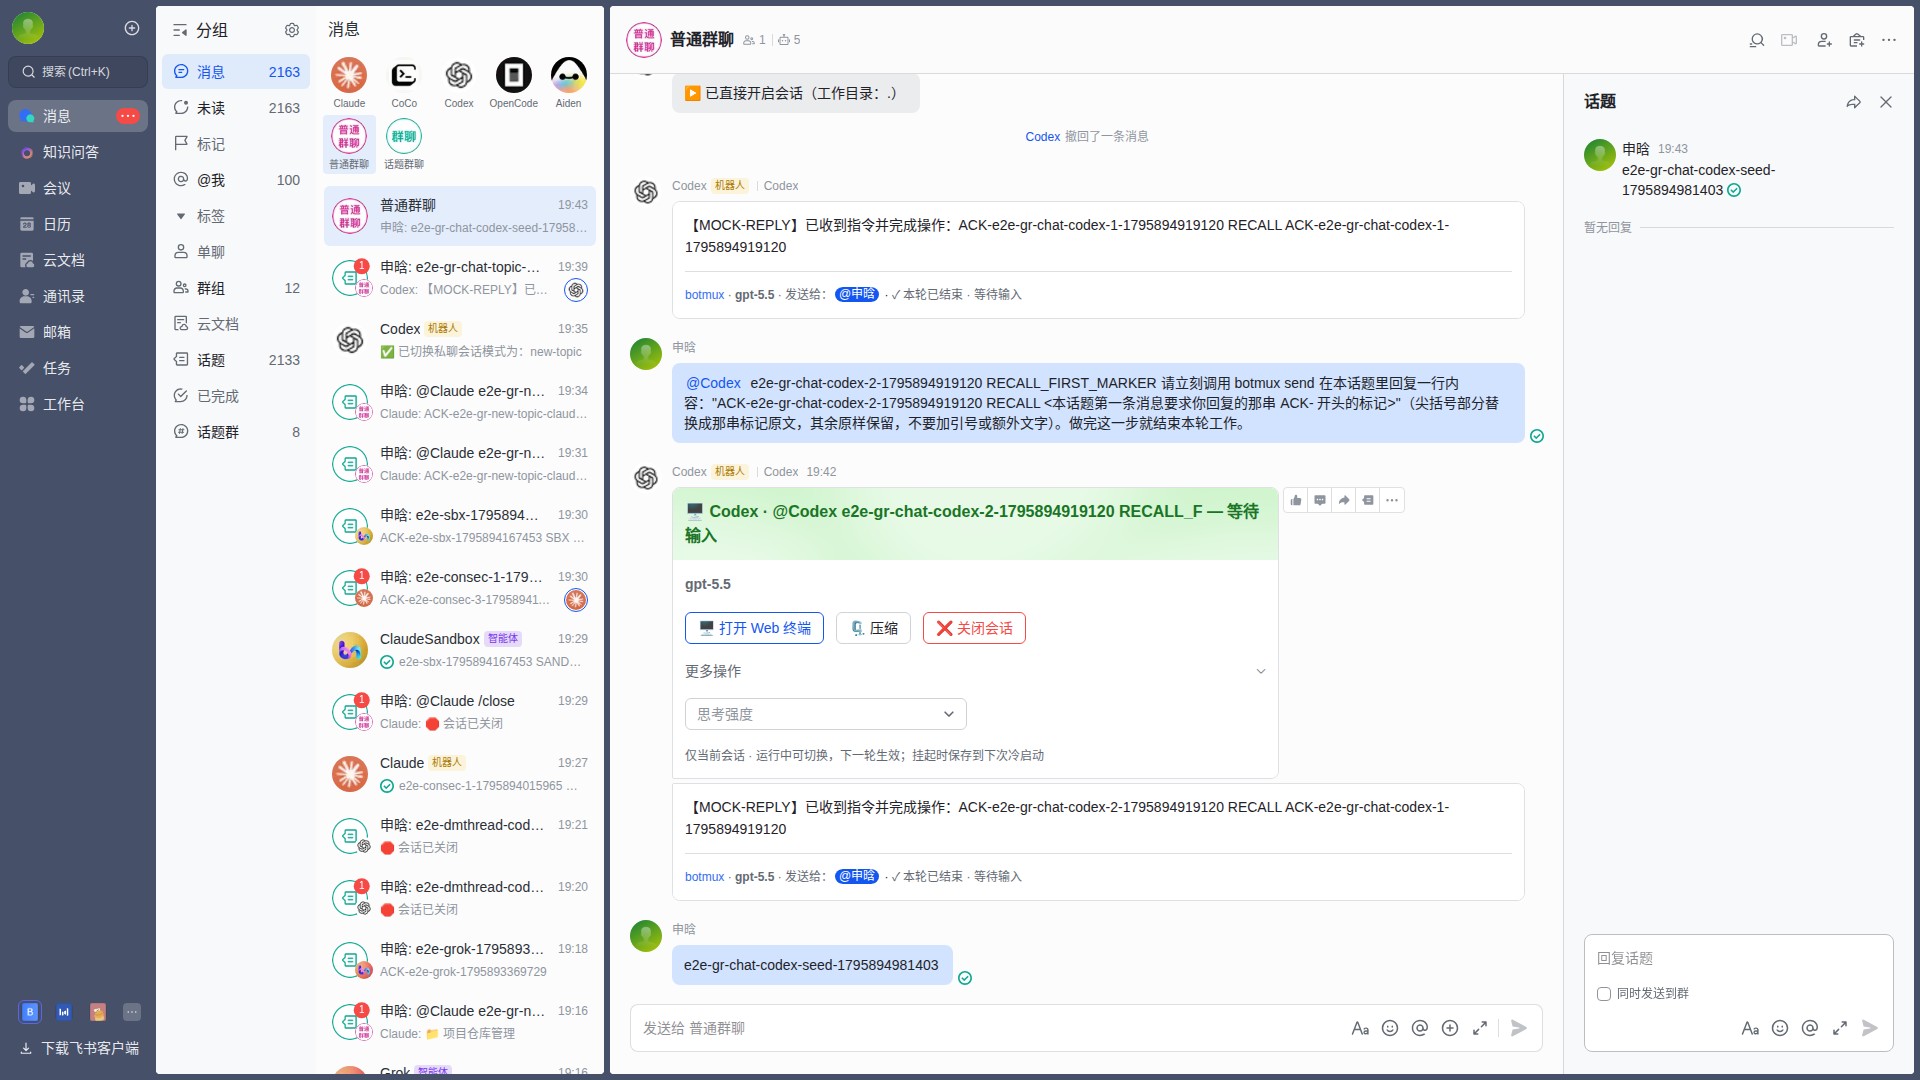 搜索 (Ctrl+K)
消息
知识问答
会议
日历
云文档
通讯录
邮箱
任务
工作台
下载飞书客户端
分组
消息 2163
未读 2163
标记
@我 100
标签
单聊
群组 12
云文档
话题 2133
已完成
话题群 8
消息
Claude
CoCo
Codex
OpenCode
Aiden
普通
群聊
普通群聊
群聊
话题群聊
普通群聊 19:43
申晗: e2e-gr-chat-codex-seed-17958…
申晗: e2e-gr-chat-topic-… 19:39
Codex: 【MOCK-REPLY】已…
Codex 机器人 19:35
✅ 已切换私聊会话模式为：new-topic
申晗: @Claude e2e-gr-n… 19:34
Claude: ACK-e2e-gr-new-topic-claud…
申晗: @Claude e2e-gr-n… 19:31
Claude: ACK-e2e-gr-new-topic-claud…
申晗: e2e-sbx-1795894… 19:30
ACK-e2e-sbx-1795894167453 SBX …
申晗: e2e-consec-1-179… 19:30
ACK-e2e-consec-3-17958941…
ClaudeSandbox 智能体 19:29
e2e-sbx-1795894167453 SAND…
申晗: @Claude /close 19:29
Claude: 🛑 会话已关闭
Claude 机器人 19:27
e2e-consec-1-1795894015965 …
申晗: e2e-dmthread-cod… 19:21
🛑 会话已关闭
申晗: e2e-dmthread-cod… 19:20
🛑 会话已关闭
申晗: e2e-grok-1795893… 19:18
ACK-e2e-grok-1795893369729
申晗: @Claude e2e-gr-n… 19:16
Claude: 📁 项目仓库管理
Grok 智能体 19:16
普通
群聊
普通群聊 1 5
▶️ 已直接开启会话（工作目录：.）
Codex 撤回了一条消息
Codex 机器人 | Codex
【MOCK-REPLY】已收到指令并完成操作：ACK-e2e-gr-chat-codex-1-1795894919120 RECALL ACK-e2e-gr-chat-codex-1-
1795894919120
botmux · gpt-5.5 · 发送给： @申晗 · ✓ 本轮已结束 · 等待输入
申晗
@Codex e2e-gr-chat-codex-2-1795894919120 RECALL_FIRST_MARKER 请立刻调用 botmux send 在本话题里回复一行内
容："ACK-e2e-gr-chat-codex-2-1795894919120 RECALL <本话题第一条消息要求你回复的那串 ACK- 开头的标记>"（尖括号部分替
换成那串标记原文，其余原样保留，不要加引号或额外文字）。做完这一步就结束本轮工作。
Codex 机器人 | Codex 19:42
🖥️ Codex · @Codex e2e-gr-chat-codex-2-1795894919120 RECALL_F — 等待
输入
gpt-5.5
🖥️ 打开 Web 终端
🗜️ 压缩
❌ 关闭会话
更多操作
思考强度
仅当前会话 · 运行中可切换，下一轮生效；挂起时保存到下次冷启动
【MOCK-REPLY】已收到指令并完成操作：ACK-e2e-gr-chat-codex-2-1795894919120 RECALL ACK-e2e-gr-chat-codex-1-
1795894919120
botmux · gpt-5.5 · 发送给： @申晗 · ✓ 本轮已结束 · 等待输入
申晗
e2e-gr-chat-codex-seed-1795894981403
发送给 普通群聊
话题
申晗 19:43
e2e-gr-chat-codex-seed-
1795894981403
暂无回复
回复话题
同时发送到群